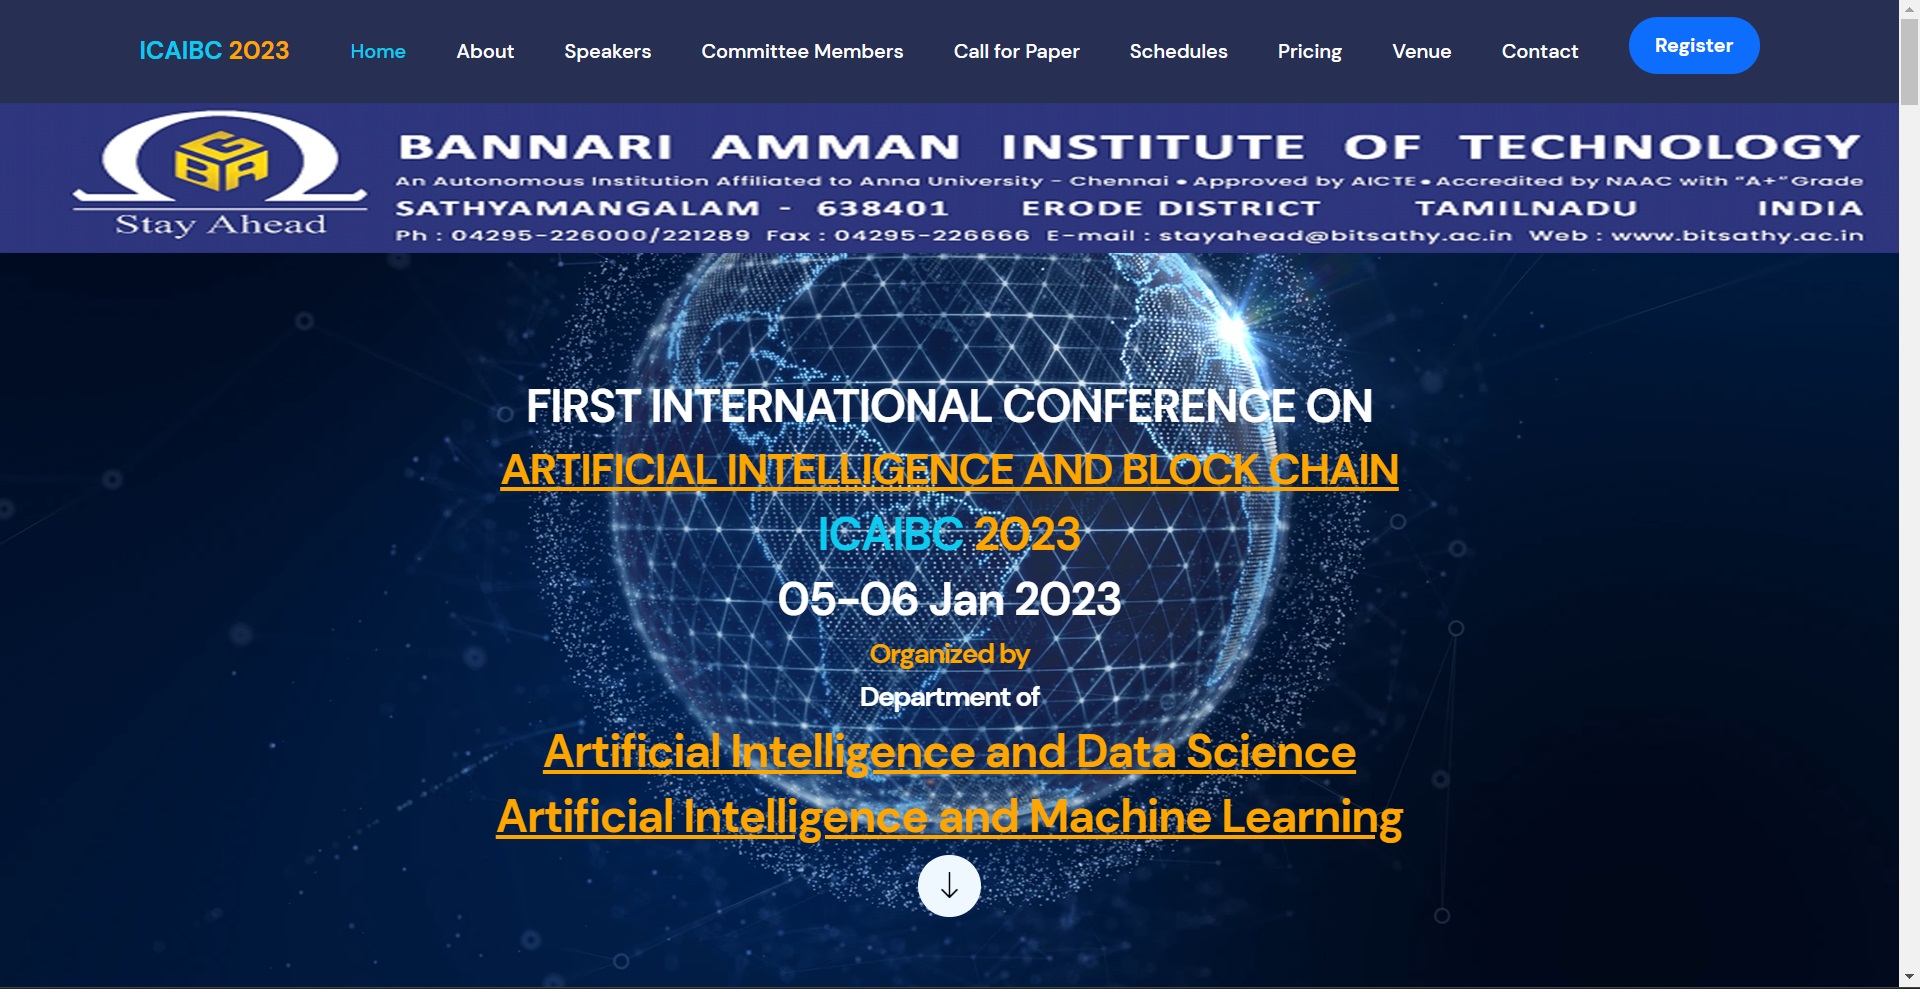 ICAIBC 2023 Home About Speakers Committee Members Call for Paper Schedules Pricing Venue Contact Register
BANNARI AMMAN INSTITUTE OF TECHNOLOGY
An Autonomous Institution Affiliated to Anna University - Chennai • Approved by AICTE • Accredited by NAAC with "A+" Grade
SATHYAMANGALAM - 638401 ERODE DISTRICT TAMILNADU INDIA
Ph : 04295-226000/221289 Fax : 04295-226666 E-mail : stayahead@bitsathy.ac.in Web : www.bitsathy.ac.in
GBA
Stay Ahead
FIRST INTERNATIONAL CONFERENCE ON
ARTIFICIAL INTELLIGENCE AND BLOCK CHAIN
ICAIBC 2023
05-06 Jan 2023
Organized by
Department of
Artificial Intelligence and Data Science
Artificial Intelligence and Machine Learning